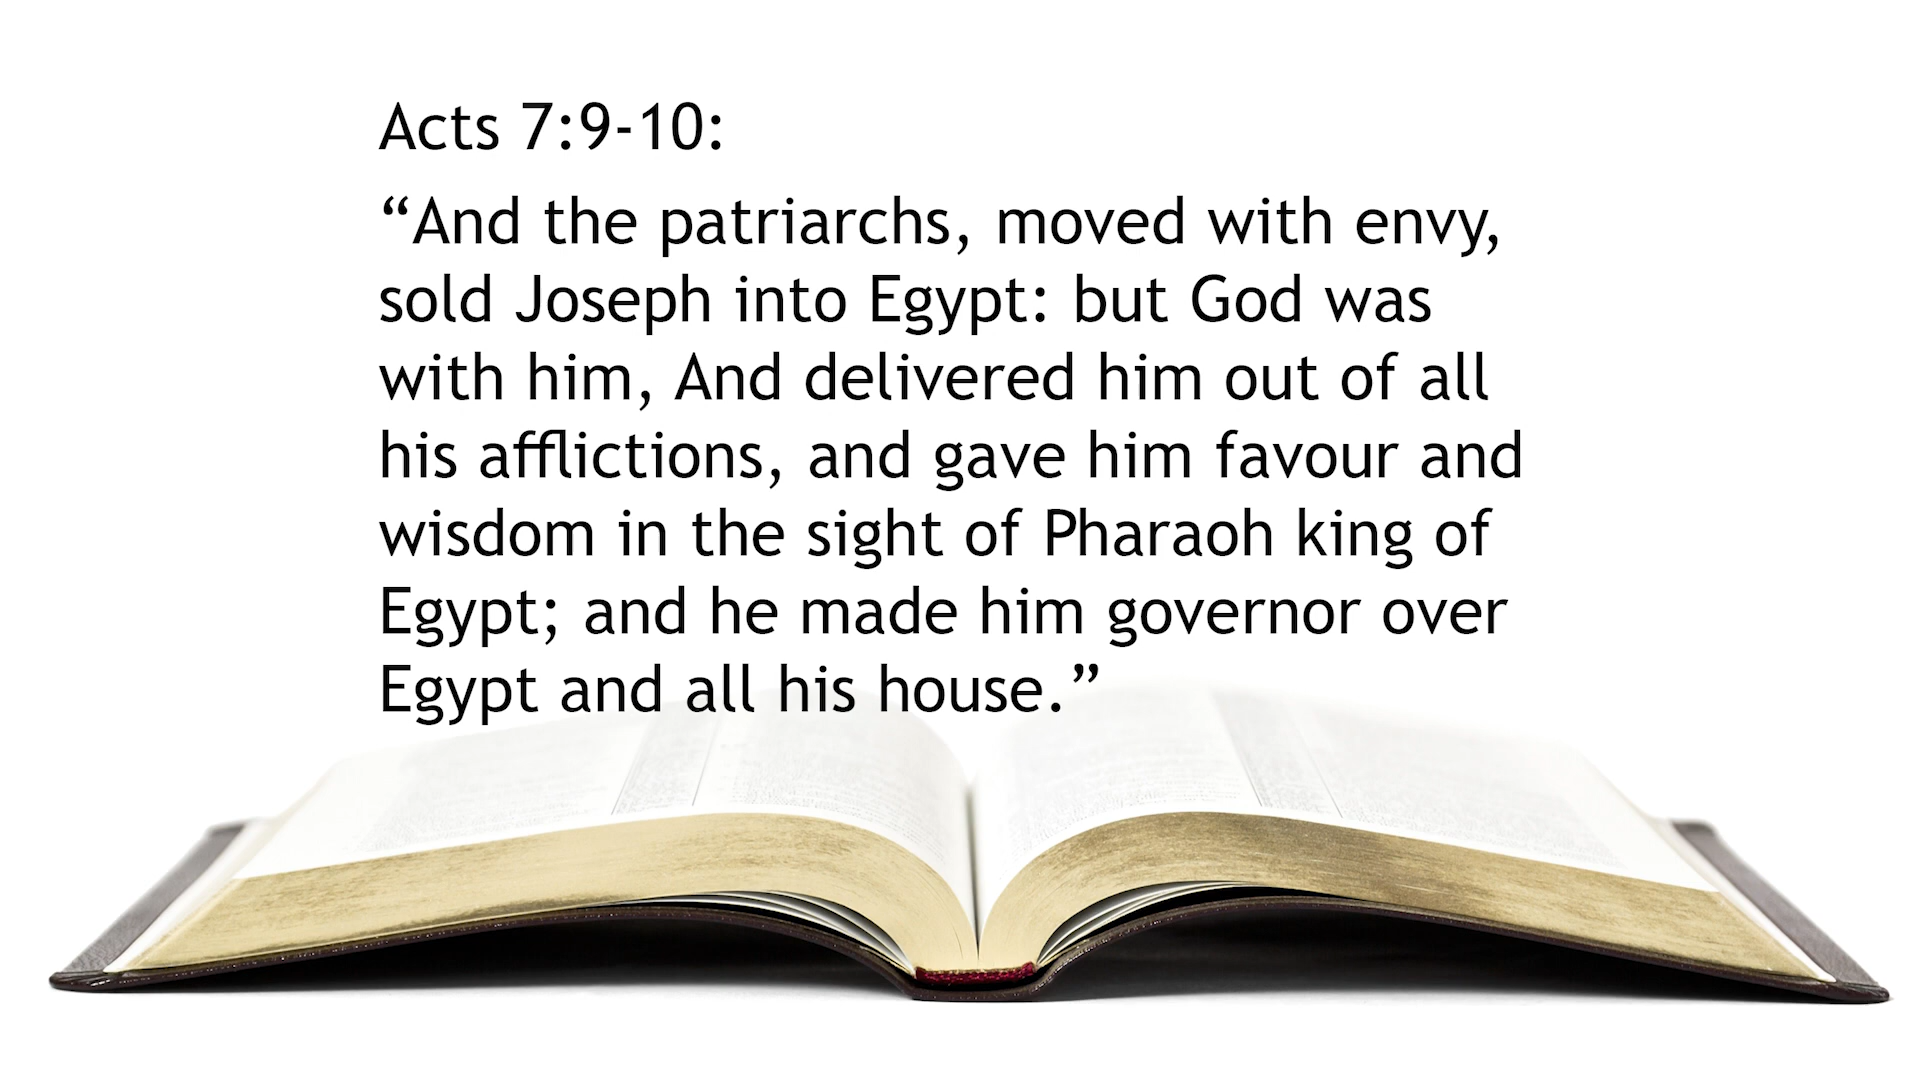 Acts 7:9-10:
“And the patriarchs, moved with envy,
sold Joseph into Egypt: but God was
with him, And delivered him out of all
his afflictions, and gave him favour and
wisdom in the sight of Pharaoh king of
Egypt; and he made him governor over
Egypt and all his house.”